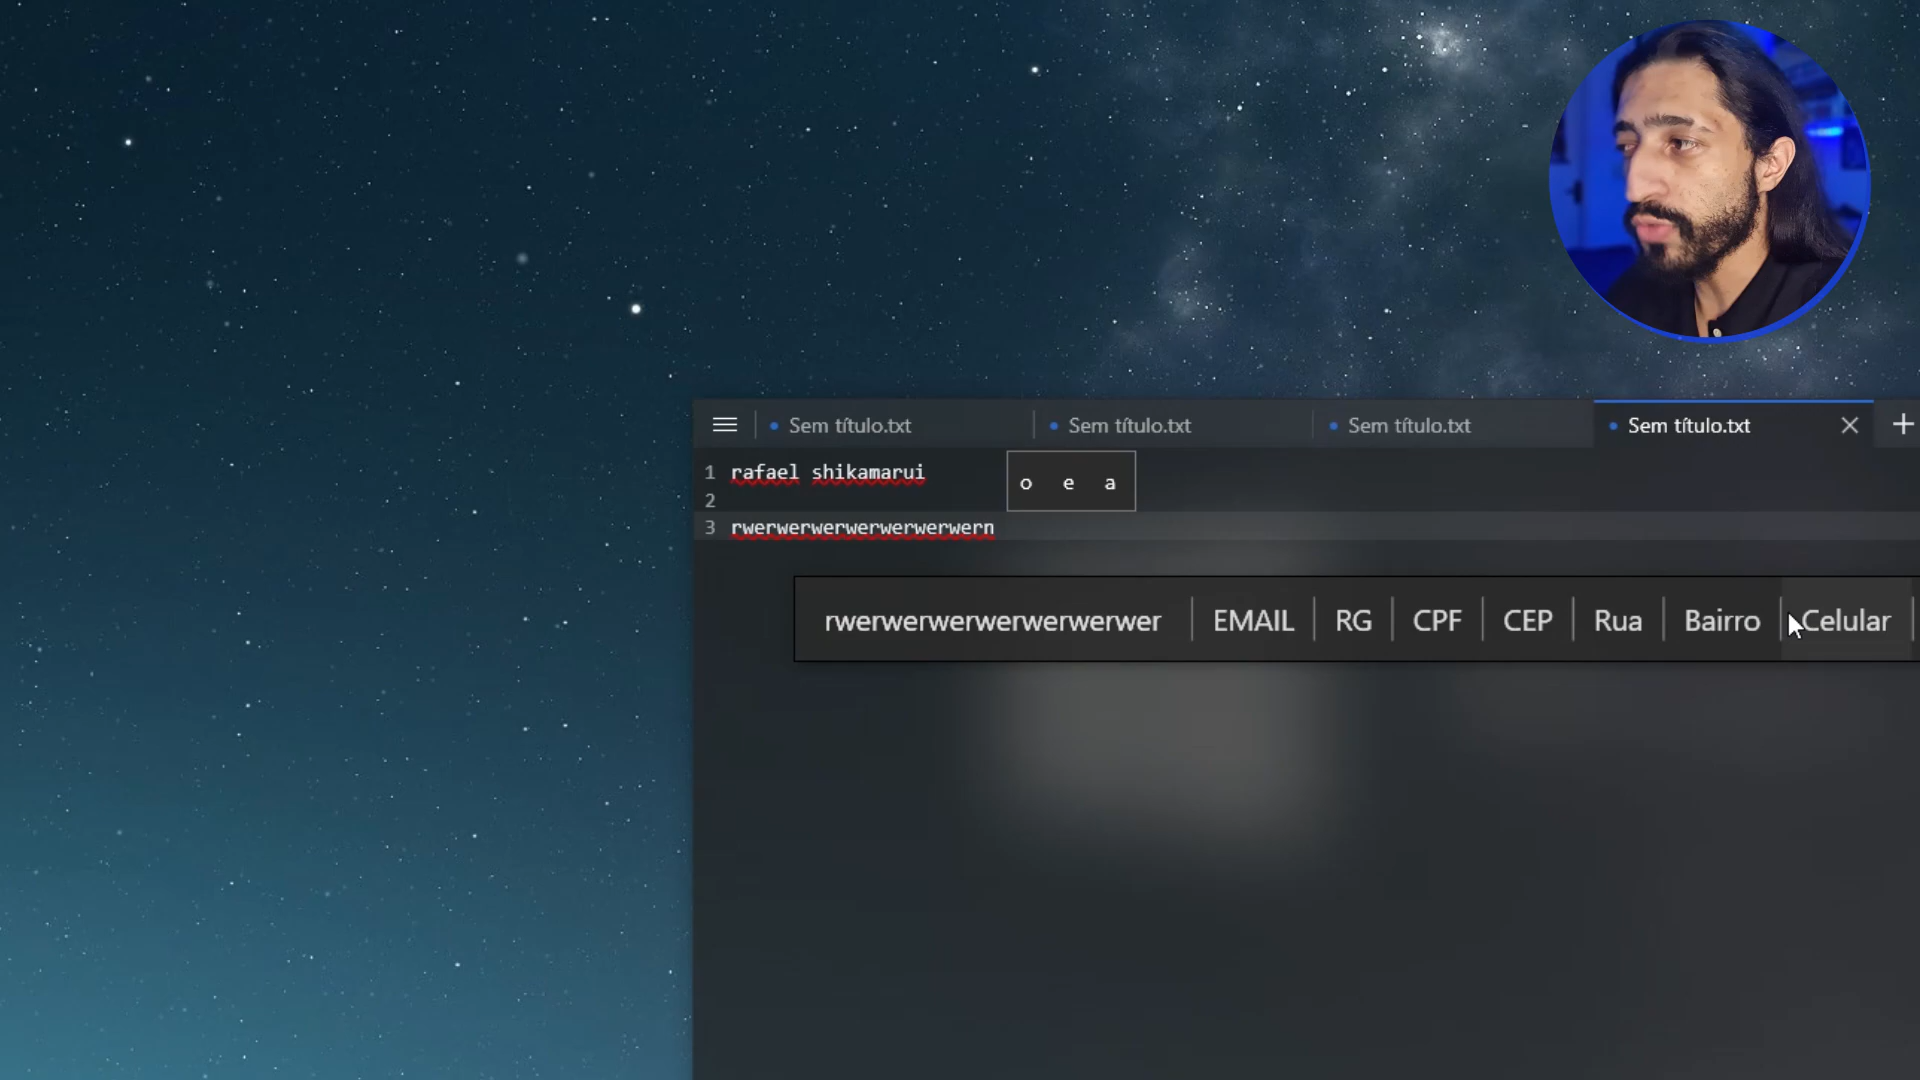 Sem título.txt Sem título.txt Sem título.txt Sem título.txt
1 rafael shikamarui
o e a
2
3 rwerwerwerwerwerwerwern
rwerwerwerwerwerwerwer EMAIL RG CPF CEP Rua Bairro Celular